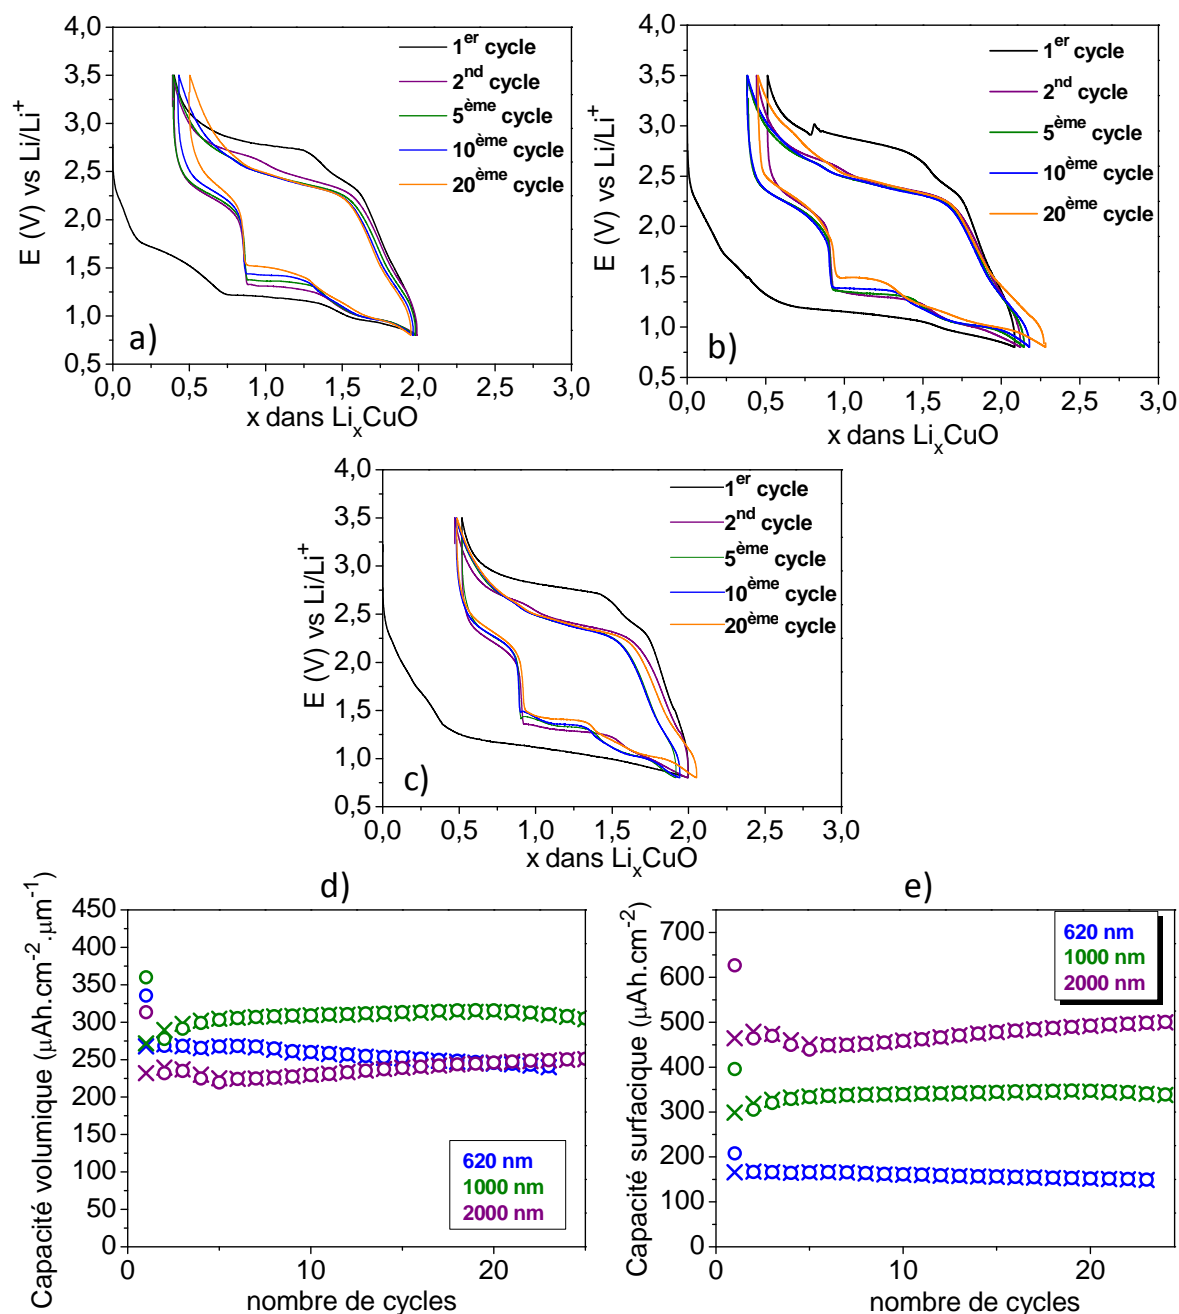 4,0
3,5
3,0
2,5
2,0
1,5
1,0
0,5
E (V) vs Li/Li⁺
1ᵉʳ cycle
2ⁿᵈ cycle
5ᵉ̀ᵐᵉ cycle
10ᵉ̀ᵐᵉ cycle
20ᵉ̀ᵐᵉ cycle
a)
0,0 0,5 1,0 1,5 2,0 2,5 3,0
x dans LiₓCuO
4,0
3,5
3,0
2,5
2,0
1,5
1,0
0,5
E (V) vs Li/Li⁺
1ᵉʳ cycle
2ⁿᵈ cycle
5ᵉ̀ᵐᵉ cycle
10ᵉ̀ᵐᵉ cycle
20ᵉ̀ᵐᵉ cycle
b)
0,0 0,5 1,0 1,5 2,0 2,5 3,0
x dans LiₓCuO
4,0
3,5
3,0
2,5
2,0
1,5
1,0
0,5
E (V) vs Li/Li⁺
1ᵉʳ cycle
2ⁿᵈ cycle
5ᵉ̀ᵐᵉ cycle
10ᵉ̀ᵐᵉ cycle
20ᵉ̀ᵐᵉ cycle
c)
0,0 0,5 1,0 1,5 2,0 2,5 3,0
x dans LiₓCuO
d)
450
400
350
300
250
200
150
100
50
0
Capacité volumique (µAh.cm⁻².µm⁻¹)
620 nm
1000 nm
2000 nm
0 10 20
nombre de cycles
e)
700
600
500
400
300
200
100
0
Capacité surfacique (µAh.cm⁻²)
620 nm
1000 nm
2000 nm
0 10 20
nombre de cycles